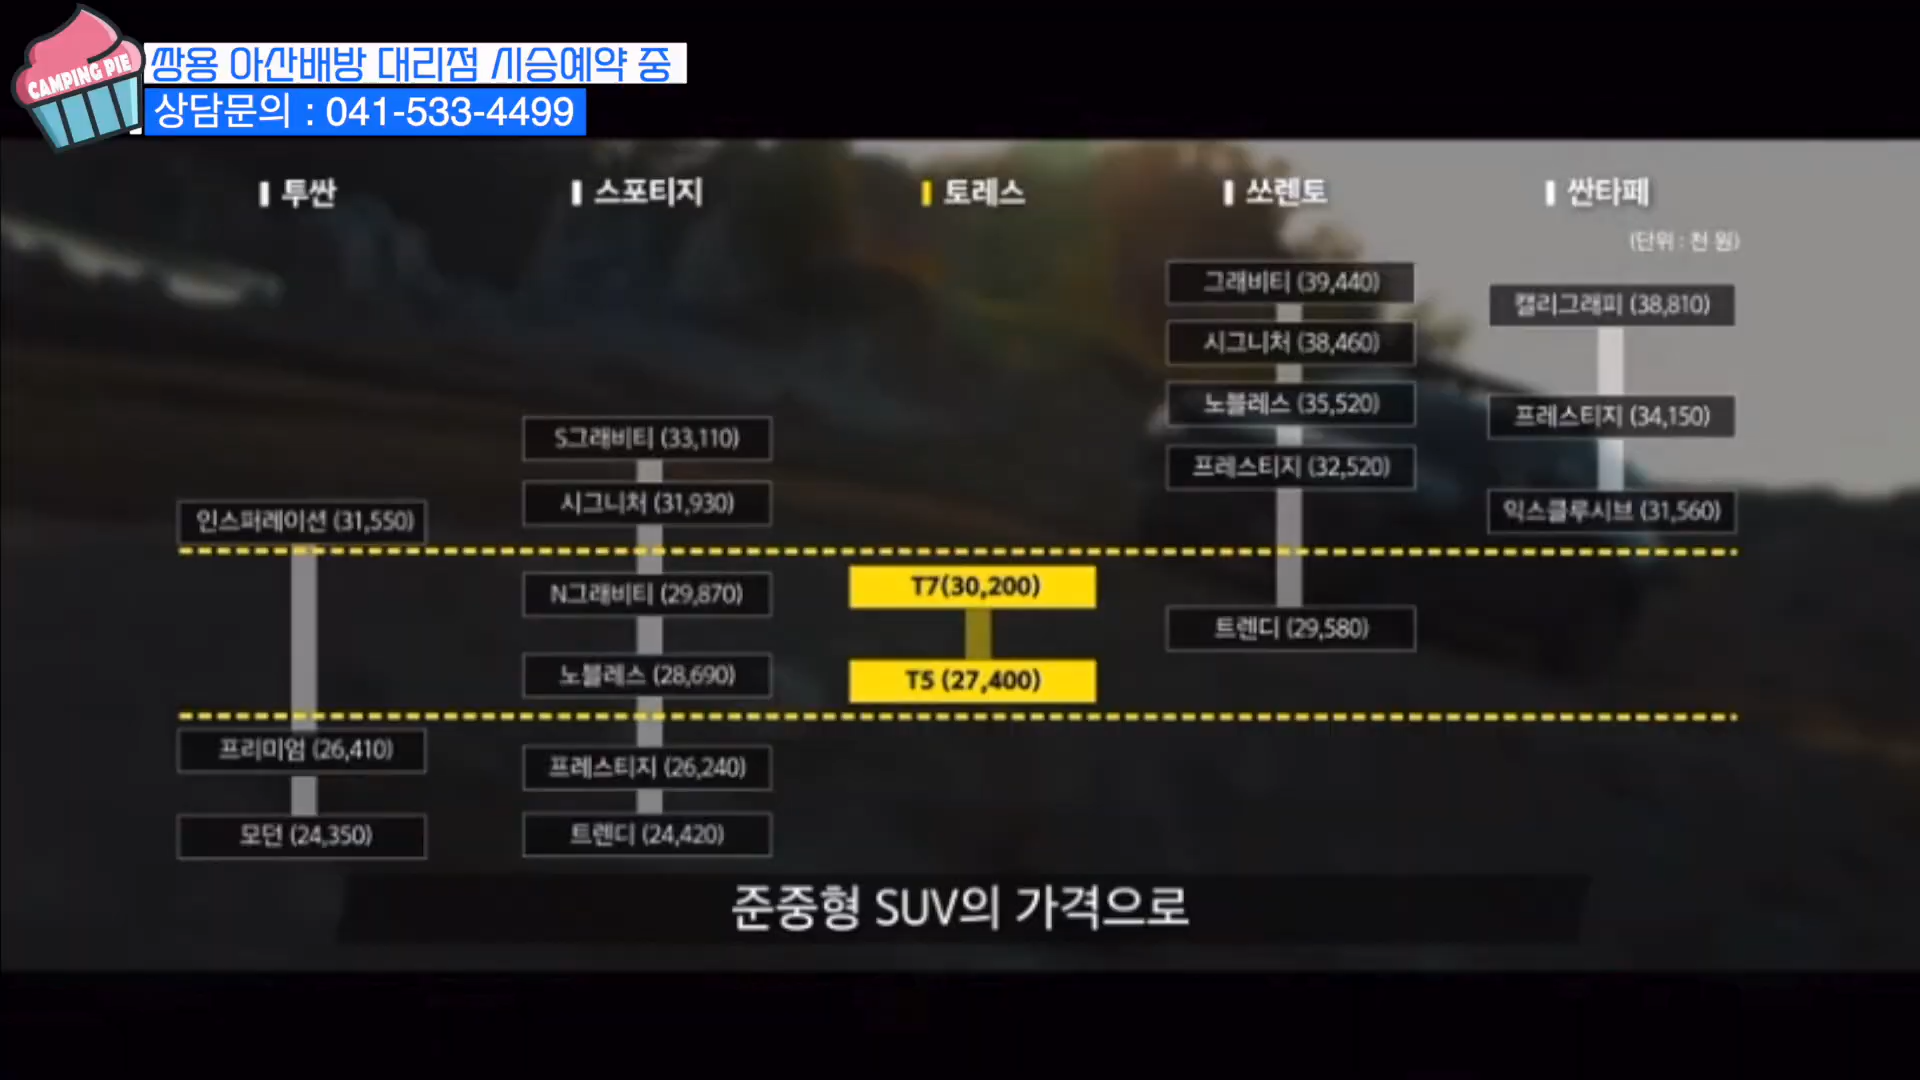 CAMPING PIE
쌍용 아산배방 대리점 시승예약 중
상담문의 : 041-533-4499
투싼
스포티지
토레스
쏘렌토
싼타페
(단위 : 천 원)
인스퍼레이션 (31,550)
프리미엄 (26,410)
모던 (24,350)
S그래비티 (33,110)
시그니처 (31,930)
N그래비티 (29,870)
노블레스 (28,690)
프레스티지 (26,240)
트렌디 (24,420)
T7(30,200)
T5 (27,400)
그래비티 (39,440)
시그니처 (38,460)
노블레스 (35,520)
프레스티지 (32,520)
트렌디 (29,580)
캘리그래피 (38,810)
프레스티지 (34,150)
익스클루시브 (31,560)
준중형 SUV의 가격으로